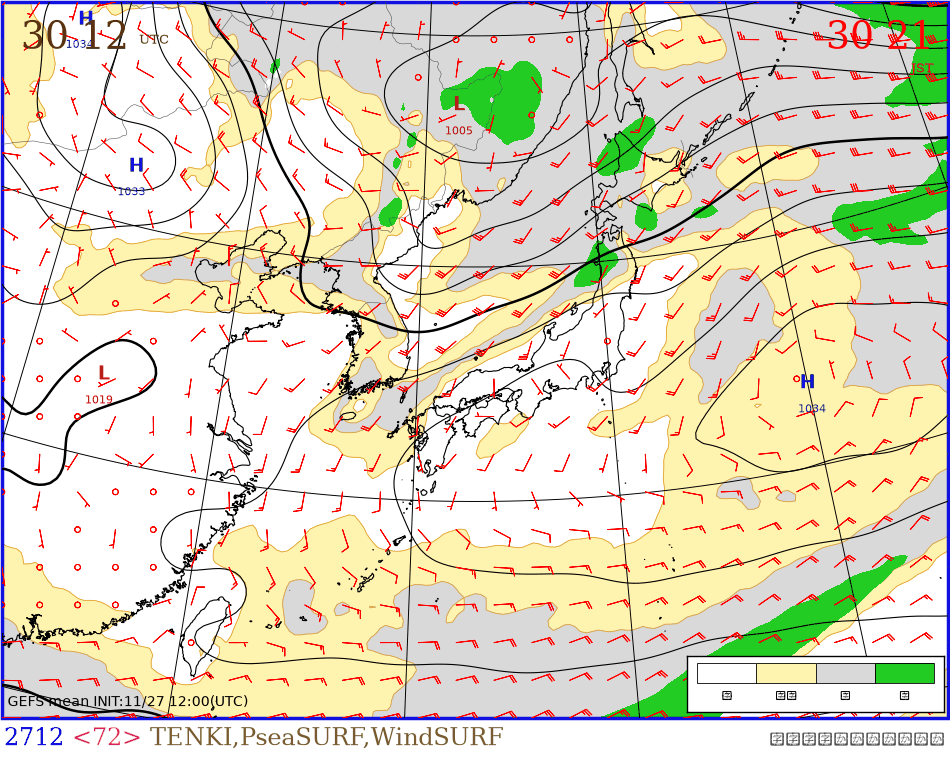 30 12 UTC
30 21 JST
H
1034
L
1005
H
1033
L
1019
H
1034
GEFS mean INIT:11/27 12:00(UTC)
2712 <72> TENKI,PseaSURF,WindSURF